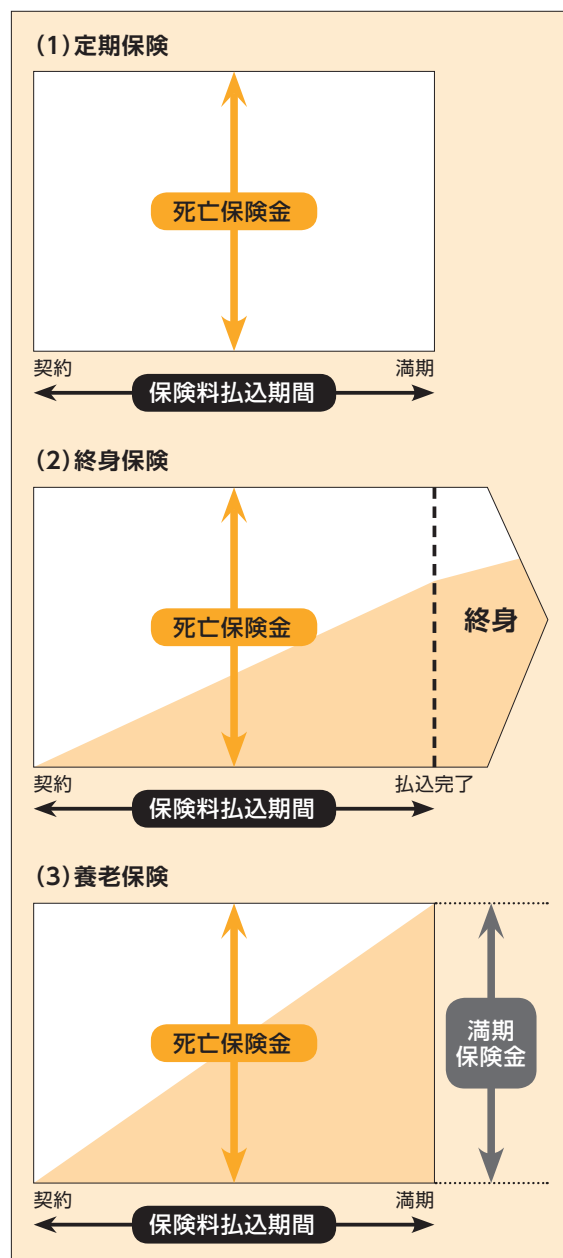 (1)定期保険
死亡保険金
契約 満期
保険料払込期間
(2)終身保険
死亡保険金
終身
契約 払込完了
保険料払込期間
(3)養老保険
死亡保険金
満期
保険金
契約 満期
保険料払込期間